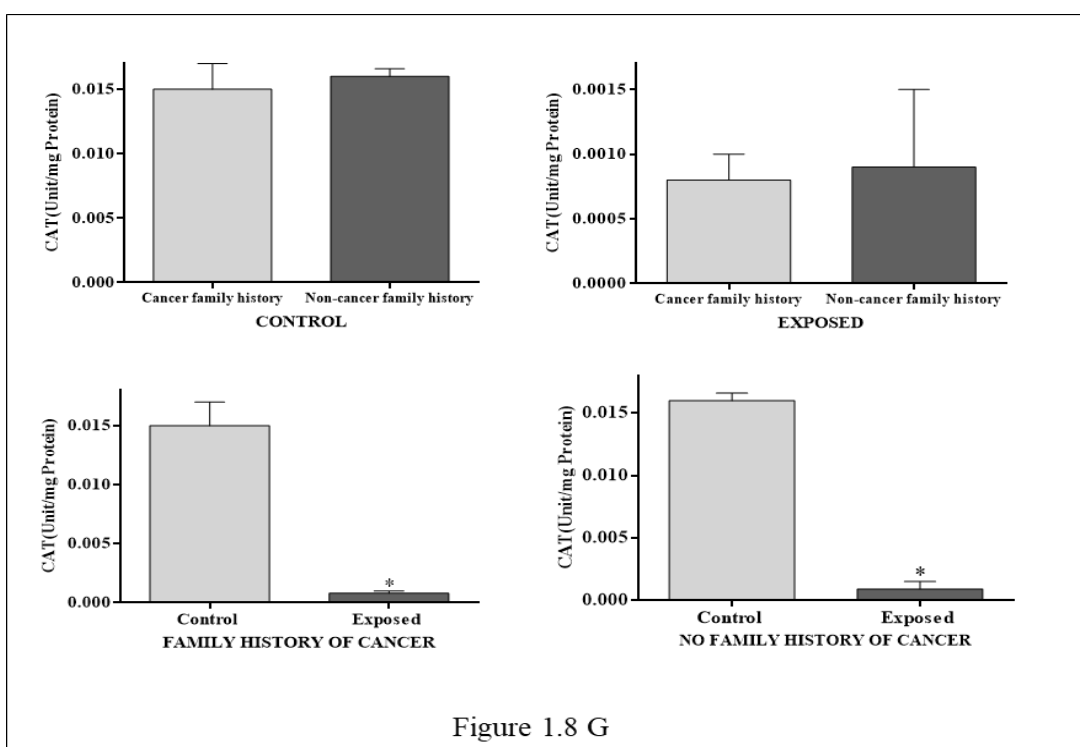 CAT(Unit/mg Protein)
0.015
0.010
0.005
0.000
Cancer family history
Non-cancer family history
CONTROL
CAT(Unit/mg Protein)
0.0015
0.0010
0.0005
0.0000
Cancer family history
Non-cancer family history
EXPOSED
CAT(Unit/mg Protein)
0.015
0.010
0.005
0.000
*
Control
Exposed
FAMILY HISTORY OF CANCER
CAT(Unit/mg Protein)
0.015
0.010
0.005
0.000
*
Control
Exposed
NO FAMILY HISTORY OF CANCER
Figure 1.8 G